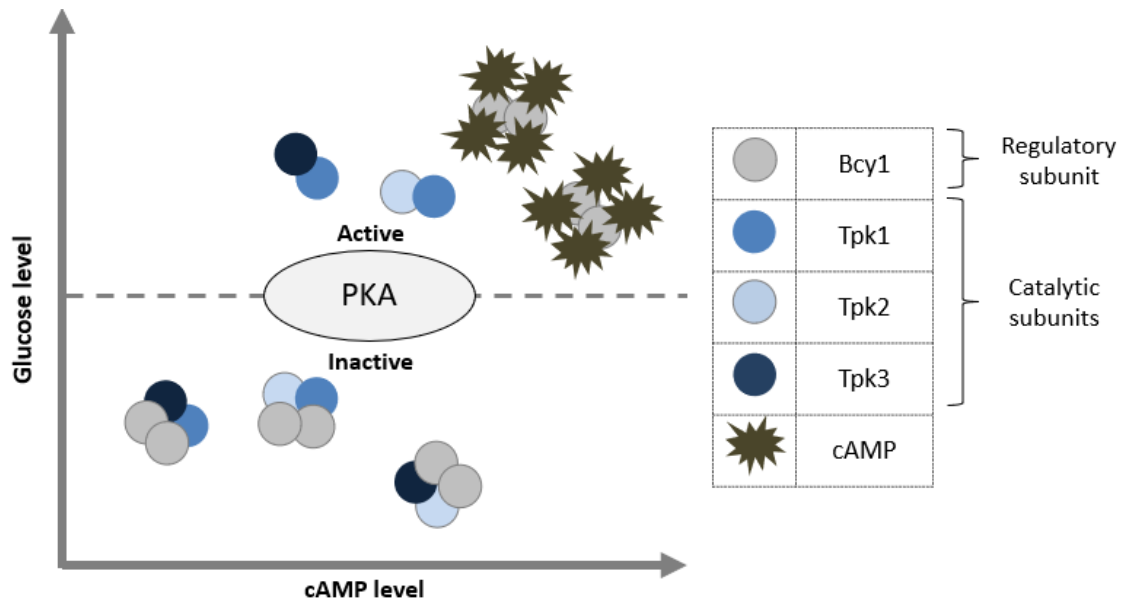 Glucose level
Active
PKA
Inactive
cAMP level
Bcy1
Tpk1
Tpk2
Tpk3
cAMP
Regulatory
subunit
Catalytic
subunits